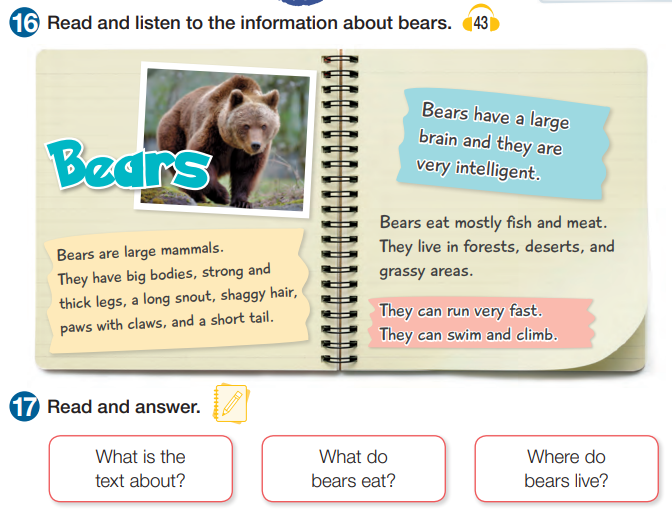 16 Read and listen to the information about bears. 43
Bears
Bears are large mammals.
They have big bodies, strong and
thick legs, a long snout, shaggy hair,
paws with claws, and a short tail.
Bears have a large
brain and they are
very intelligent.
Bears eat mostly fish and meat.
They live in forests, deserts, and
grassy areas.
They can run very fast.
They can swim and climb.
17 Read and answer.
What is the
text about?
What do
bears eat?
Where do
bears live?